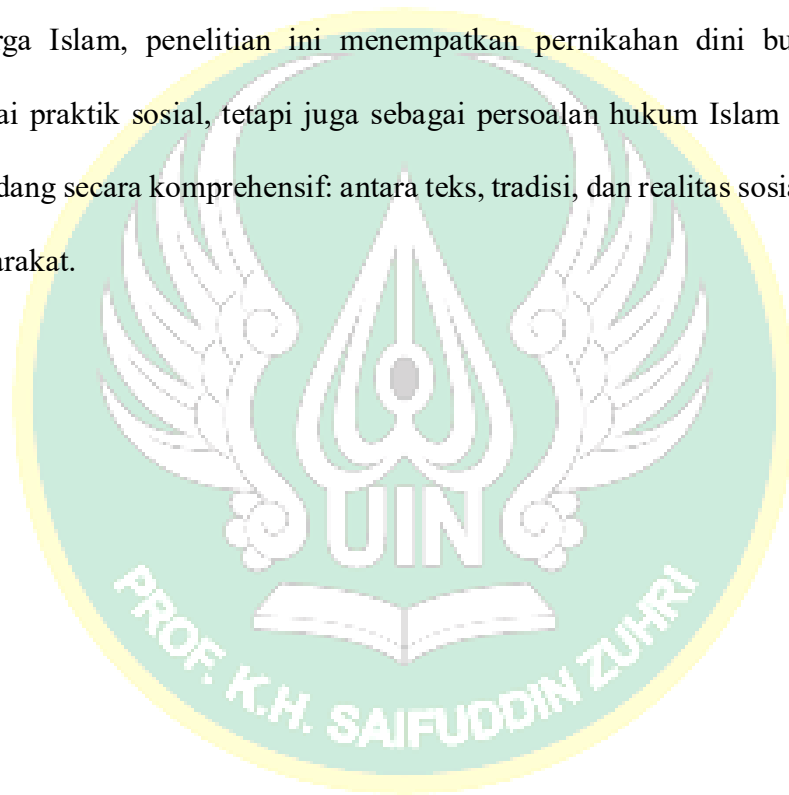 rga Islam, penelitian ini menempatkan pernikahan dini bu
ai praktik sosial, tetapi juga sebagai persoalan hukum Islam
dang secara komprehensif: antara teks, tradisi, dan realitas sosia
arakat.
UIN
PROF. K.H. SAIFUDDIN ZUHRI